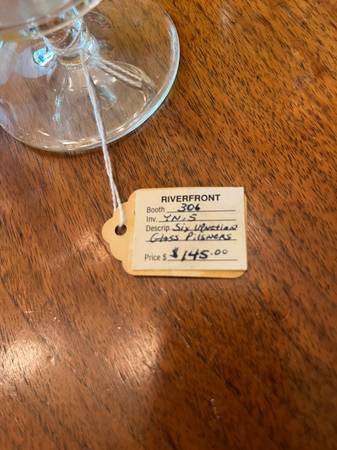 RIVERFRONT
Booth 306
Inv. YN.5
Descrip. Six Venetian
Glass Pilsners
Price $ $145.00